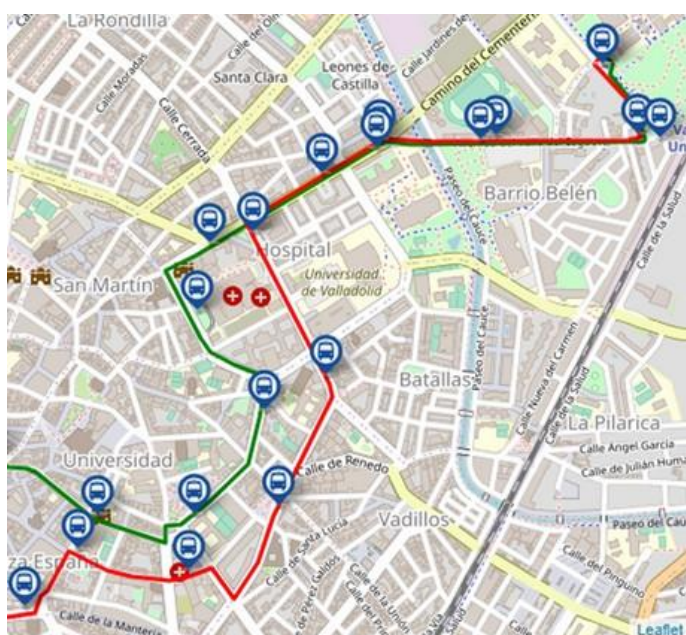 La Rondilla
Calle Moradas
Santa Clara
Leones de
Castilla
Calle Jardines de
Camino del Cementerio
Calle Cerrada
Barrio Belén
Paseo del Cauce
Calle de la Salud
Hospital
San Martín
Universidad
de Valladolid
Paseo del Cauce
Calle Nueva del Carmen
Calle de la Salud
Batallas
La Pilarica
Calle Ángel García
Calle de Julián Huma
Universidad
Calle de Renedo
Vadillos
Paseo del Cauc
za España
Calle de Santa Lucía
Calle del Pingüino
Calle de la Mantería
de Pérez Galdós
Calle de la Unión
Leaflet